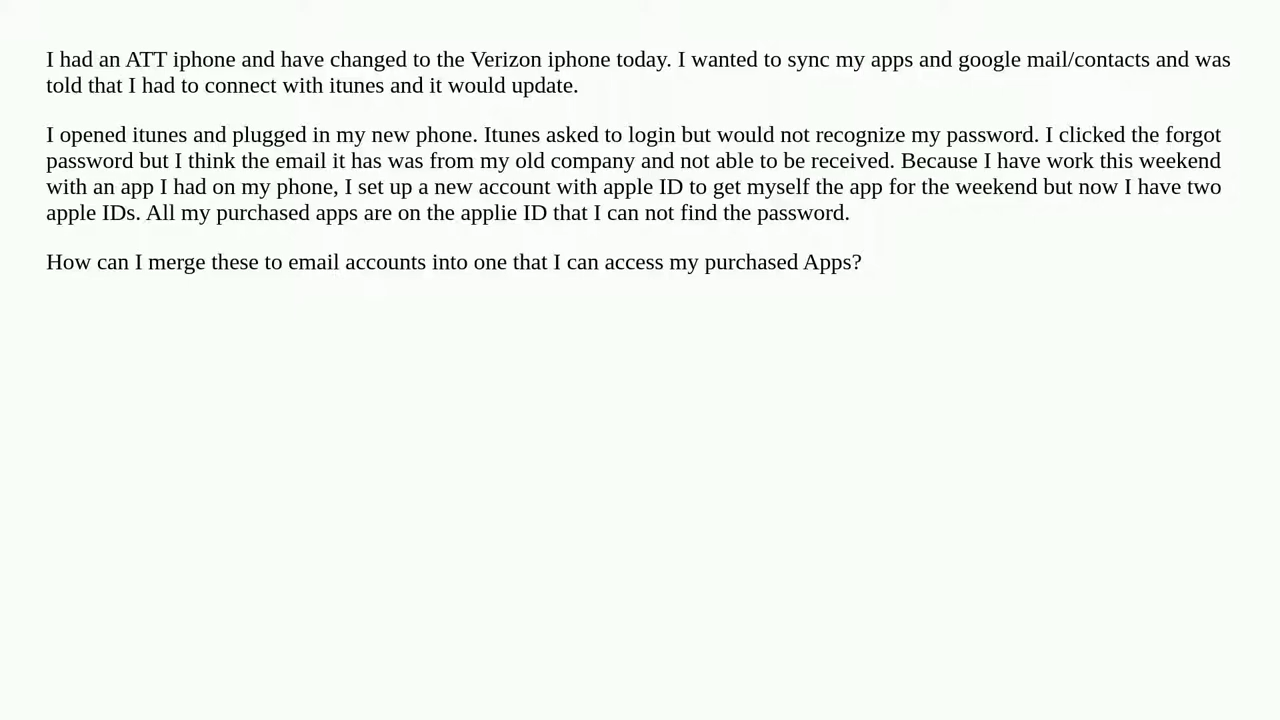 I had an ATT iphone and have changed to the Verizon iphone today. I wanted to sync my apps and google mail/contacts and was
told that I had to connect with itunes and it would update.
I opened itunes and plugged in my new phone. Itunes asked to login but would not recognize my password. I clicked the forgot
password but I think the email it has was from my old company and not able to be received. Because I have work this weekend
with an app I had on my phone, I set up a new account with apple ID to get myself the app for the weekend but now I have two
apple IDs. All my purchased apps are on the applie ID that I can not find the password.
How can I merge these to email accounts into one that I can access my purchased Apps?